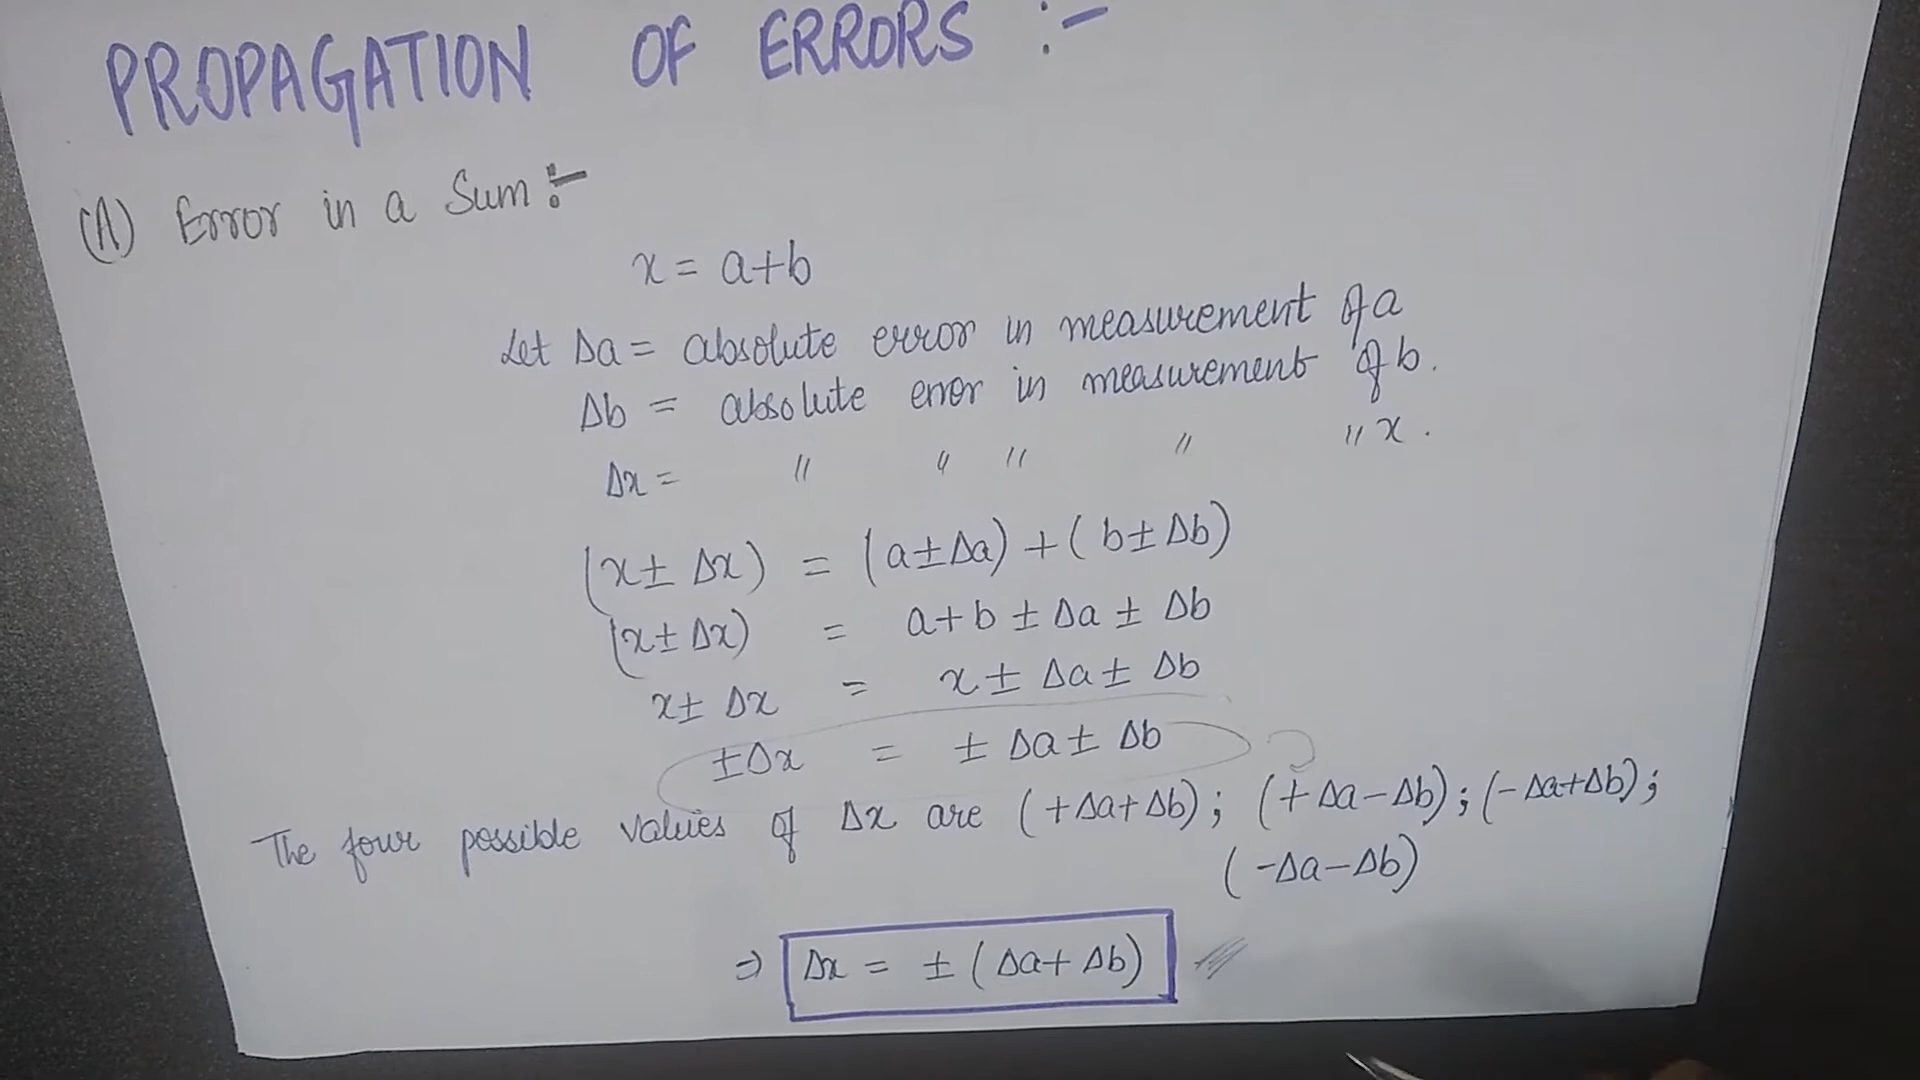 PROPAGATION OF ERRORS :-
(A) Error in a Sum :-
x = a+b
Let Δa = absolute error in measurement of a
Δb = absolute error in measurement of b.
Δx = " " " " " x.
(x ± Δx) = (a ± Δa) + (b ± Δb)
(x ± Δx) = a+b ± Δa ± Δb
x ± Δx = x ± Δa ± Δb
±Δx = ± Δa ± Δb
The four possible values of Δx are (+Δa+Δb); (+Δa-Δb); (-Δa+Δb);
(-Δa-Δb)
⇒ Δx = ± (Δa+Δb)